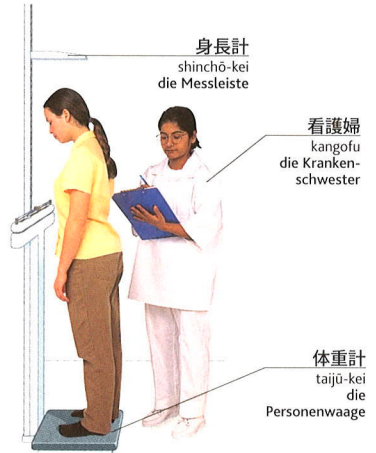 身長計
shinchō-kei
die Messleiste
看護婦
kangofu
die Kranken-
schwester
体重計
taijū-kei
die
Personenwaage